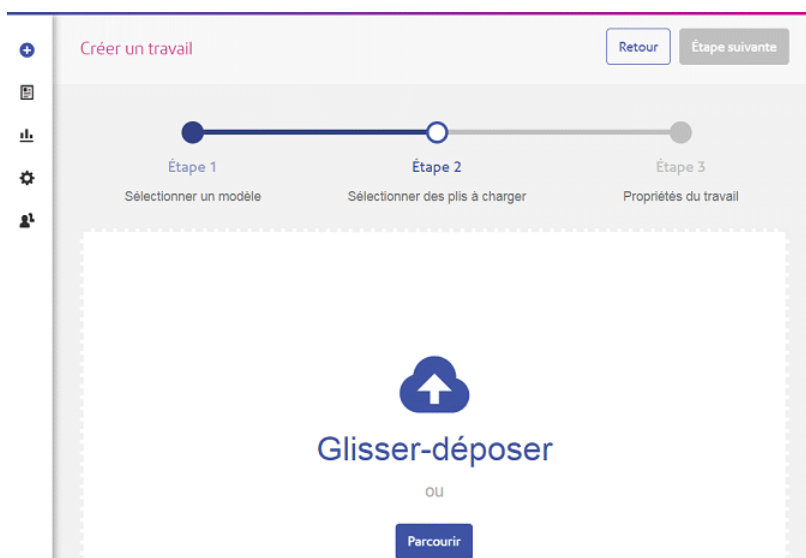 Créer un travail
Retour
Étape suivante
Étape 1
Étape 2
Étape 3
Sélectionner un modèle
Sélectionner des plis à charger
Propriétés du travail
Glisser-déposer
ou
Parcourir